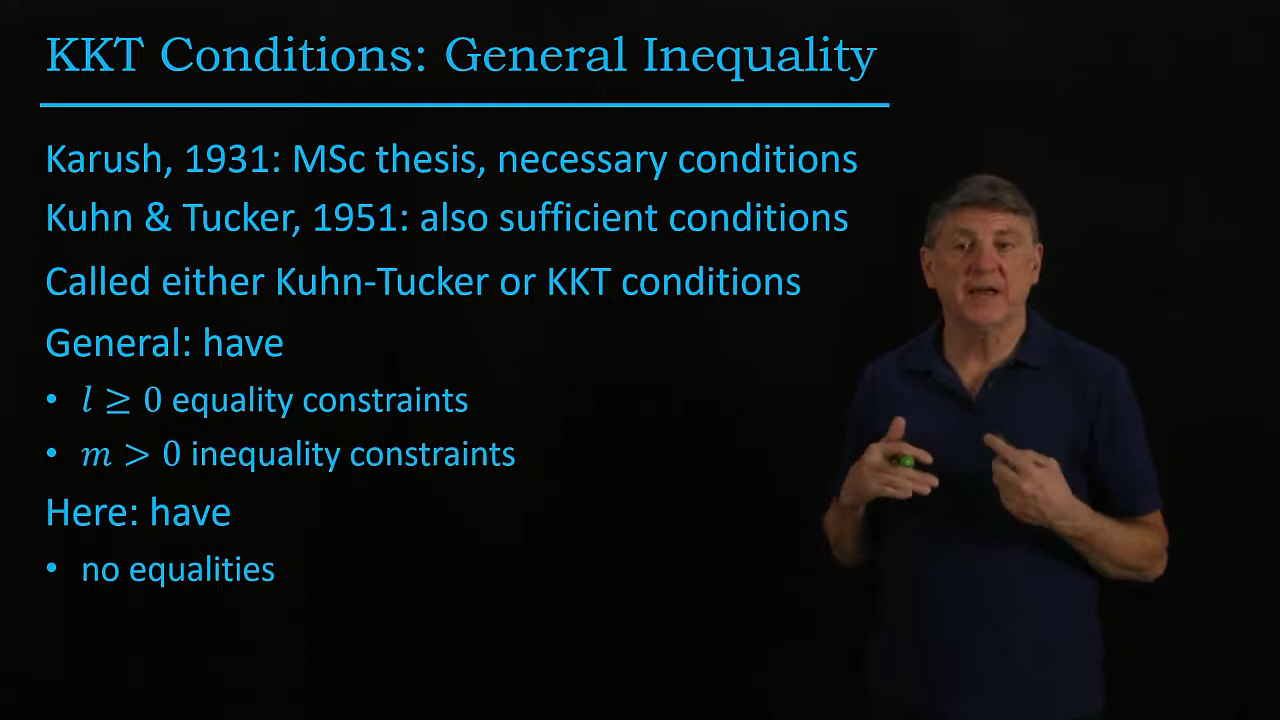 KKT Conditions: General Inequality
Karush, 1931: MSc thesis, necessary conditions
Kuhn & Tucker, 1951: also sufficient conditions
Called either Kuhn-Tucker or KKT conditions
General: have
• l ≥ 0 equality constraints
• m > 0 inequality constraints
Here: have
• no equalities